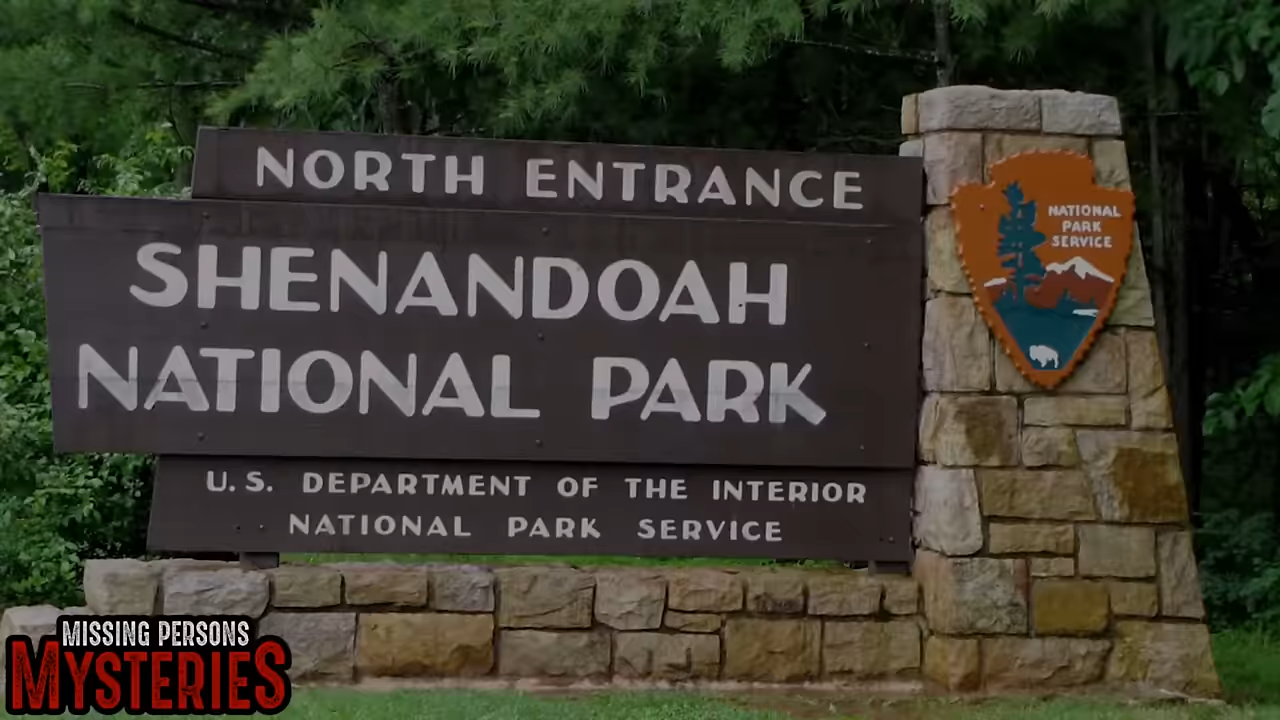 NORTH ENTRANCE
SHENANDOAH
NATIONAL PARK
U.S. DEPARTMENT OF THE INTERIOR
NATIONAL PARK SERVICE
NATIONAL
PARK
SERVICE
MISSING PERSONS
MYSTERIES